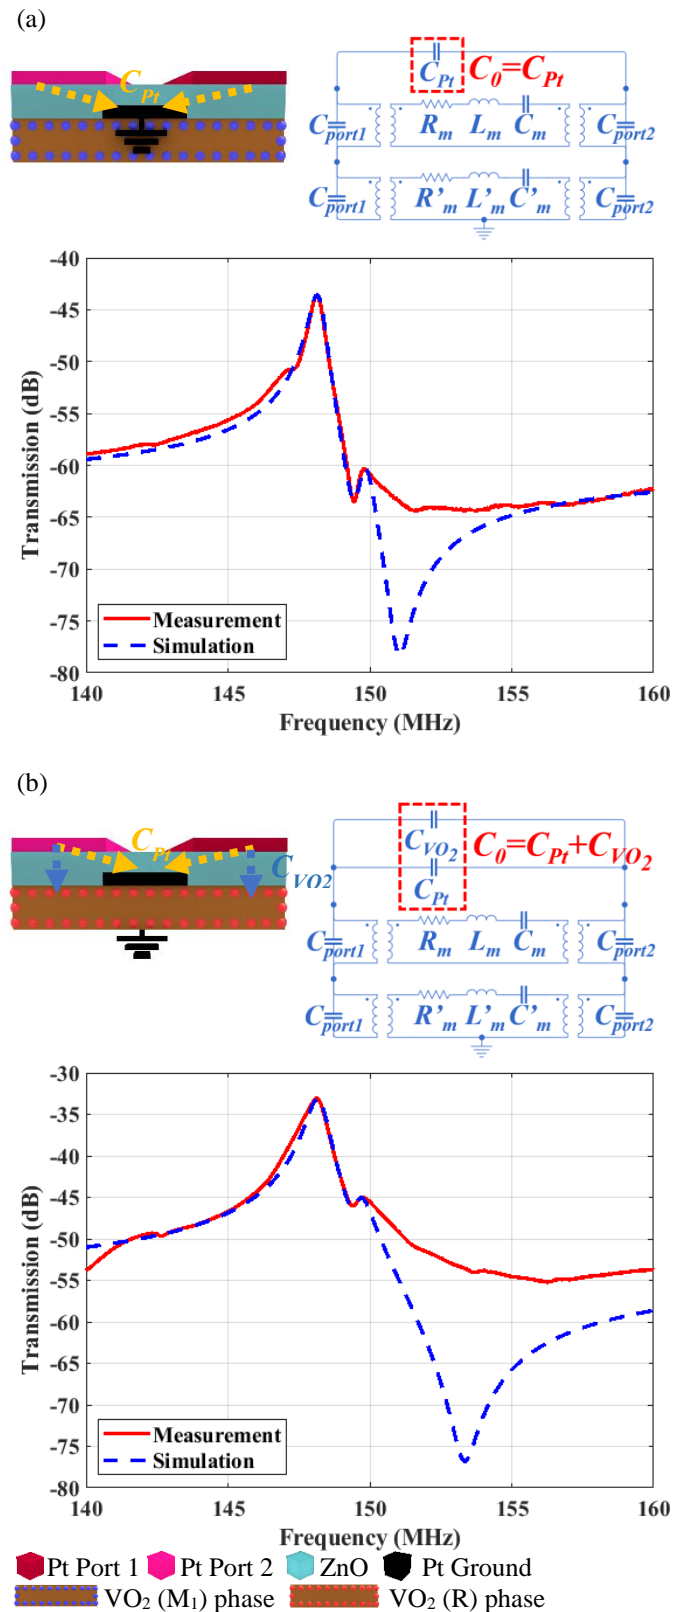 (a)
C_Pt
C_Pt C_0=C_Pt
C_port1 R_m L_m C_m C_port2
C_port1 R'_m L'_m C'_m C_port2
-40
-45
-50
-55
-60
-65
-70
-75
-80
Transmission (dB)
Measurement
Simulation
140 145 150 155 160
Frequency (MHz)
(b)
C_Pt
C_VO2
C_VO2 C_0=C_Pt+C_VO2
C_Pt
C_port1 R_m L_m C_m C_port2
C_port1 R'_m L'_m C'_m C_port2
-30
-35
-40
-45
-50
-55
-60
-65
-70
-75
-80
Transmission (dB)
Measurement
Simulation
140 145 150 155 160
Frequency (MHz)
Pt Port 1 Pt Port 2 ZnO Pt Ground
VO₂ (M₁) phase VO₂ (R) phase